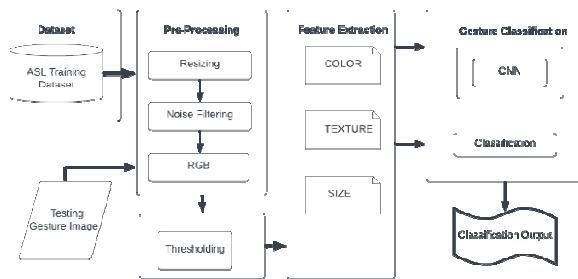 Dataset
ASL Training
Dataset
Testing
Gesture Image
Pre-Processing
Resizing
Noise Filtering
RGB
Thresholding
Feature Extraction
COLOR
TEXTURE
SIZE
Gesture Classification
CNN
Classification
Classification Output